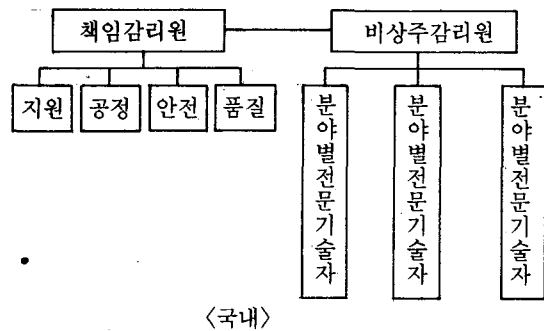 책임감리원
비상주감리원
지원
공정
안전
품질
분야별전문기술자
분야별전문기술자
분야별전문기술자
〈국내〉